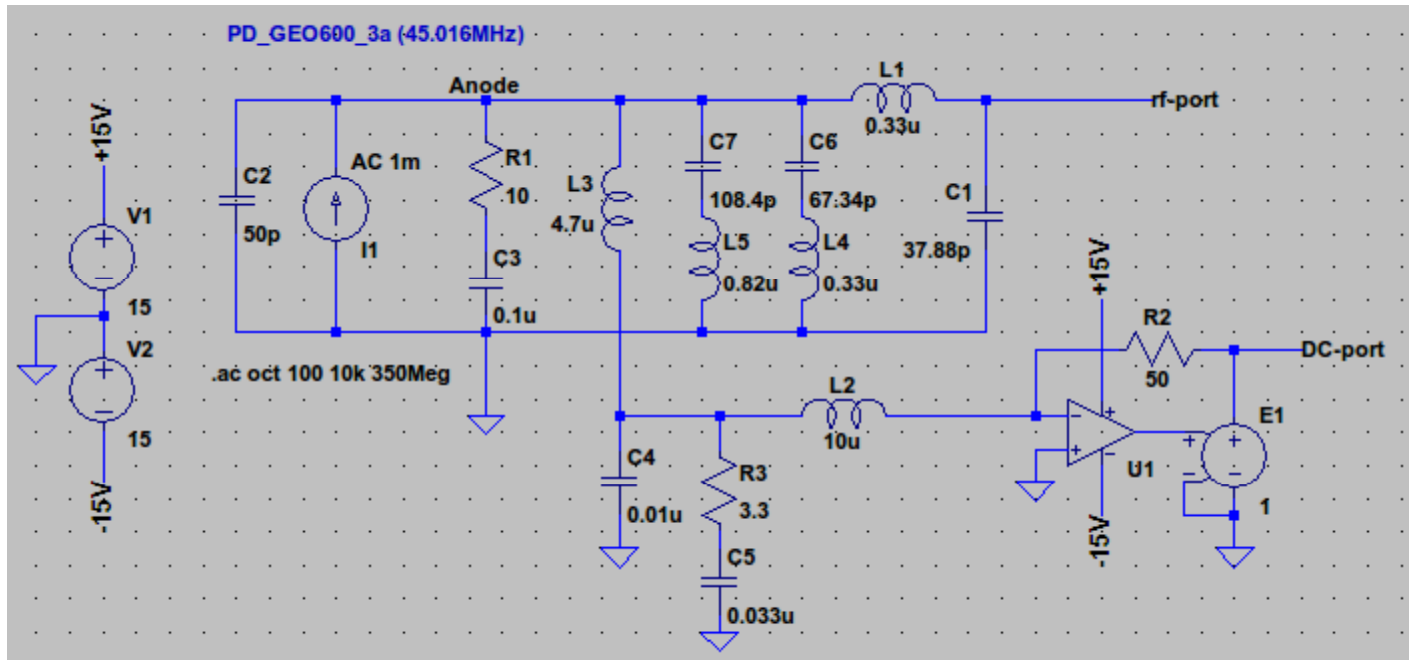 PD_GEO600_3a (45.016MHz)
+15V
V1
15
V2
15
-15V
C2
50p
AC 1m
I1
Anode
R1
10
C3
0.1u
L3
4.7u
C7
108.4p
L5
0.82u
C6
67.34p
L4
0.33u
L1
0.33u
C1
37.88p
rf-port
.ac oct 100 10k 350Meg
C4
0.01u
R3
3.3
C5
0.033u
L2
10u
+15V
U1
-15V
R2
50
DC-port
E1
1